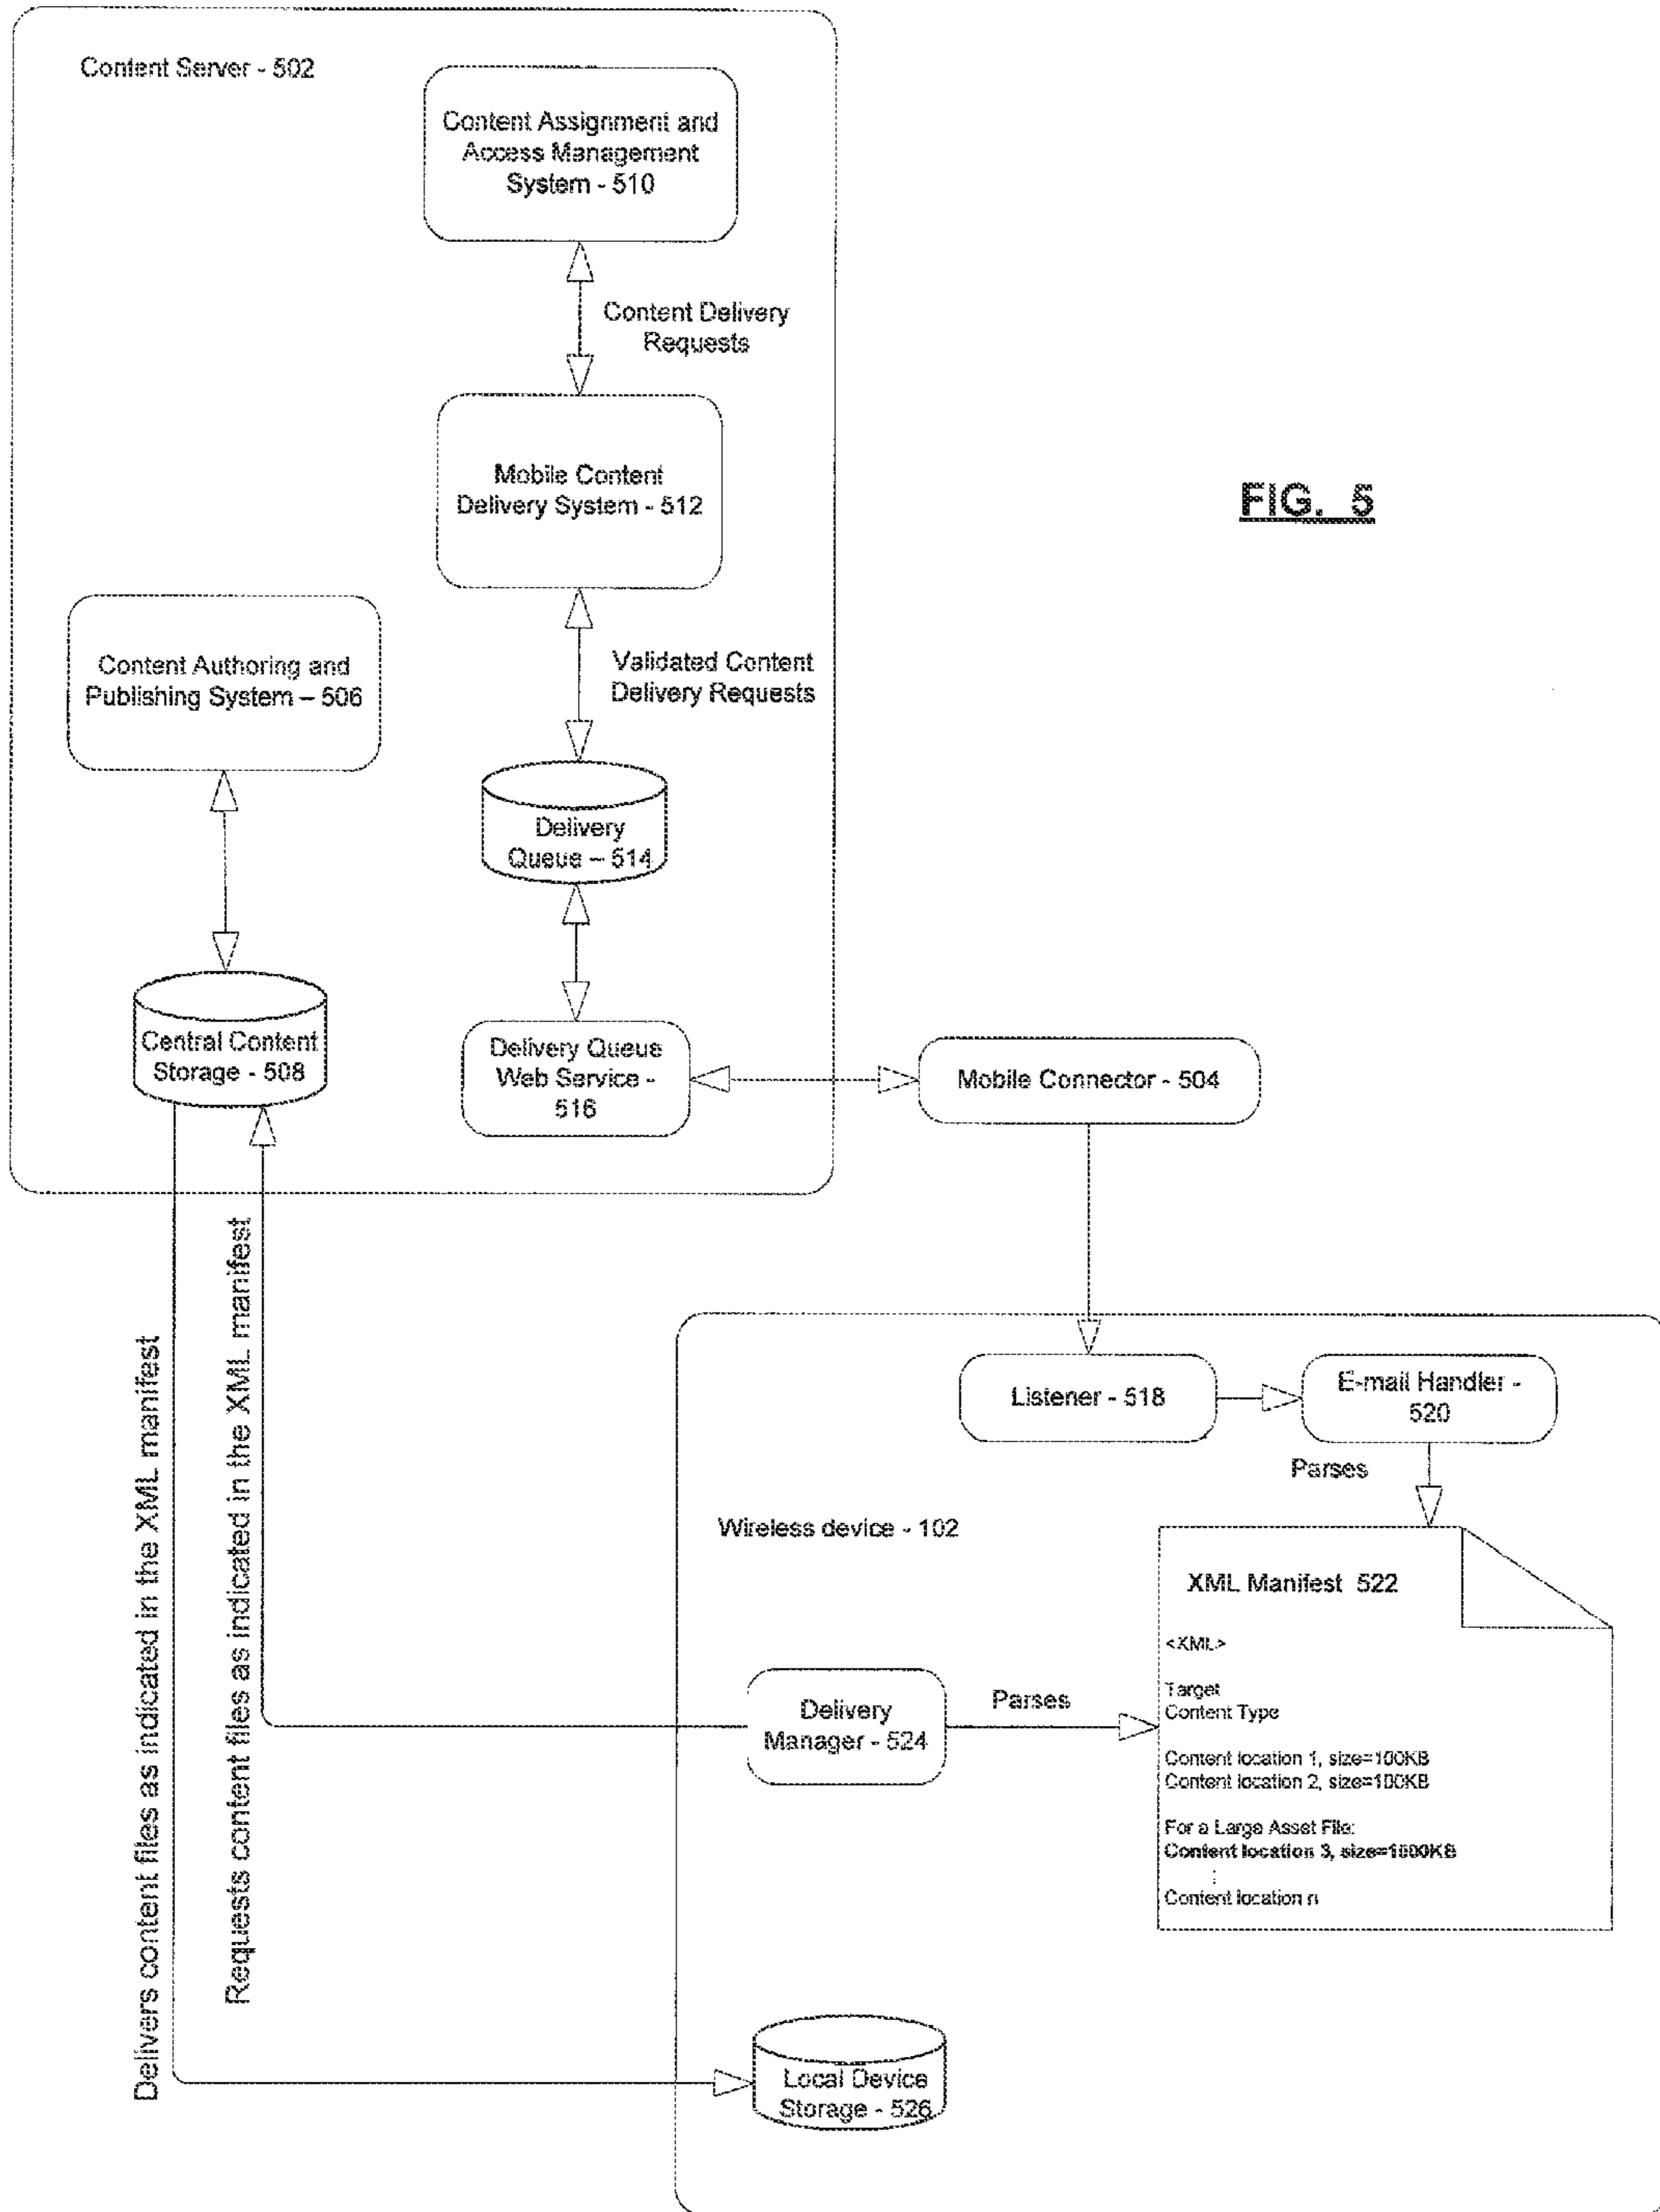 Content Server - 502
Content Assignment and
Access Management
System - 510
Content Delivery
Requests
Mobile Content
Delivery System - 512
FIG. 5
Validated Content
Delivery Requests
Content Authoring and
Publishing System – 506
Delivery
Queue – 514
Central Content
Storage - 508
Delivery Queue
Web Service -
516
Mobile Connector - 504
Delivers content files as indicated in the XML manifest
Requests content files as indicated in the XML manifest
Listener - 518
E-mail Handler -
520
Parses
Wireless device - 102
XML Manifest 522
<XML>
Target
Content Type
Content location 1, size=100KB
Content location 2, size=100KB
For a Large Asset File:
Content location 3, size=1000KB
:
Content location n
Delivery
Manager - 524
Parses
Local Device
Storage - 526